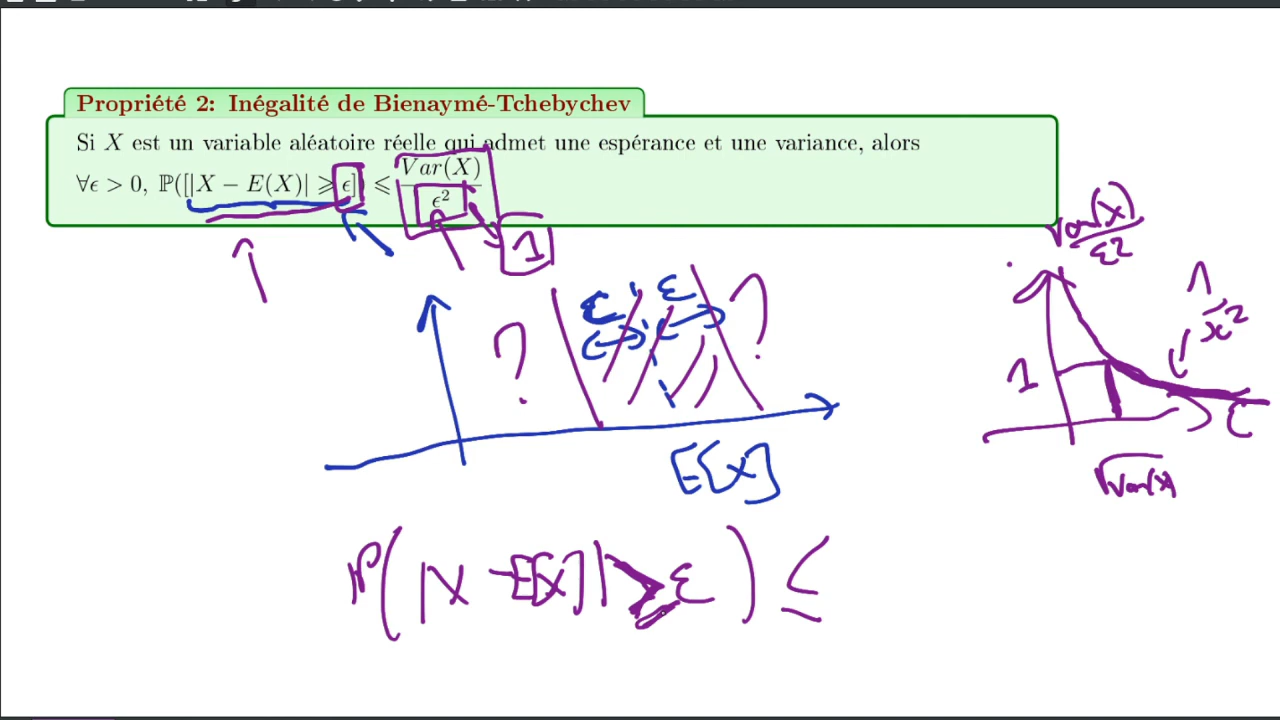 Propriété 2: Inégalité de Bienaymé-Tchebychev
Si X est un variable aléatoire réelle qui admet une espérance et une variance, alors
∀ϵ > 0, ℙ([|X − E(X)| ⩾ ϵ]) ⩽ Var(X)/ϵ²
1
Var(X)/ε²
ε ε
? ?
1/x²
1
ε
E[X]
√Var(X)
ℙ(|X − E[X]| ≥ ε) ≤